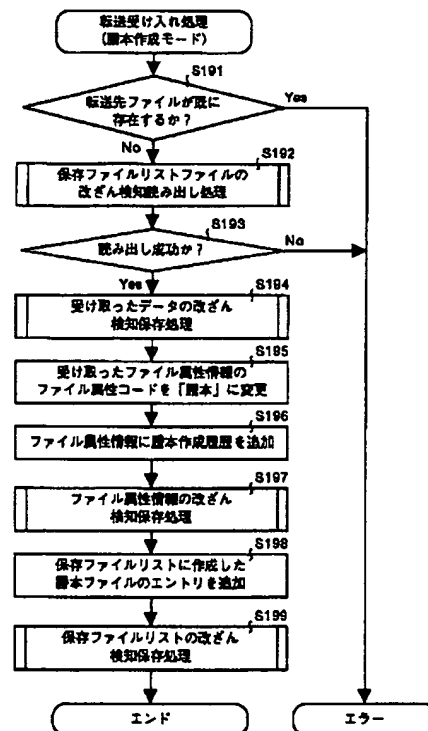 転送受け入れ処理
(謄本作成モード)
S191
転送先ファイルが既に
存在するか?
Yes
No
S192
保存ファイルリストファイルの
改ざん検知読み出し処理
S193
読み出し成功か?
No
Yes
S194
受け取ったデータの改ざん
検知保存処理
S195
受け取ったファイル属性情報の
ファイル属性コードを「謄本」に変更
S196
ファイル属性情報に謄本作成履歴を追加
S197
ファイル属性情報の改ざん
検知保存処理
S198
保存ファイルリストに作成した
謄本ファイルのエントリを追加
S199
保存ファイルリストの改ざん
検知保存処理
エンド
エラー